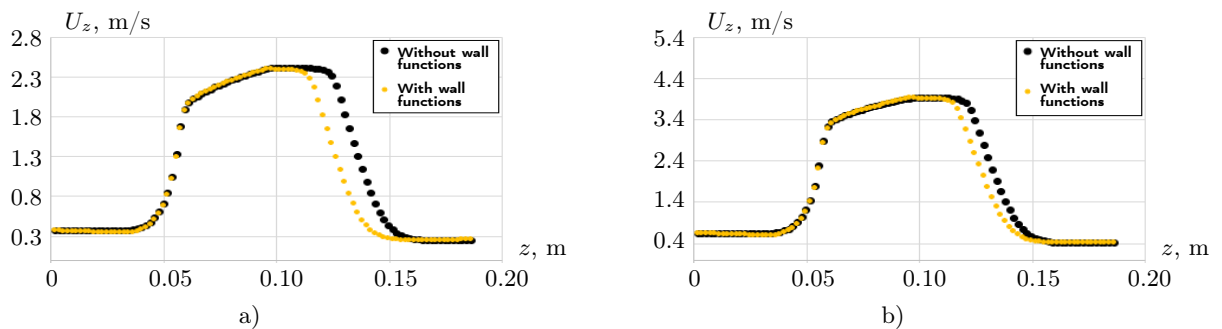 U_z, m/s
2.8
2.3
1.8
1.3
0.8
0.3
0
0.05
0.10
0.15
0.20
z, m
Without wall
functions
With wall
functions
a)
U_z, m/s
5.4
4.4
3.4
2.4
1.4
0.4
0
0.05
0.10
0.15
0.20
z, m
Without wall
functions
With wall
functions
b)